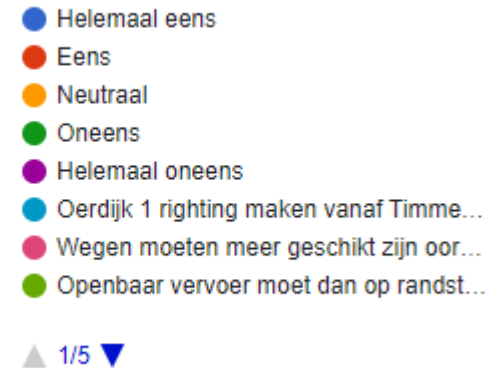 Helemaal eens
Eens
Neutraal
Oneens
Helemaal oneens
Oerdijk 1 righting maken vanaf Timme...
Wegen moeten meer geschikt zijn oor...
Openbaar vervoer moet dan op randst...
1/5